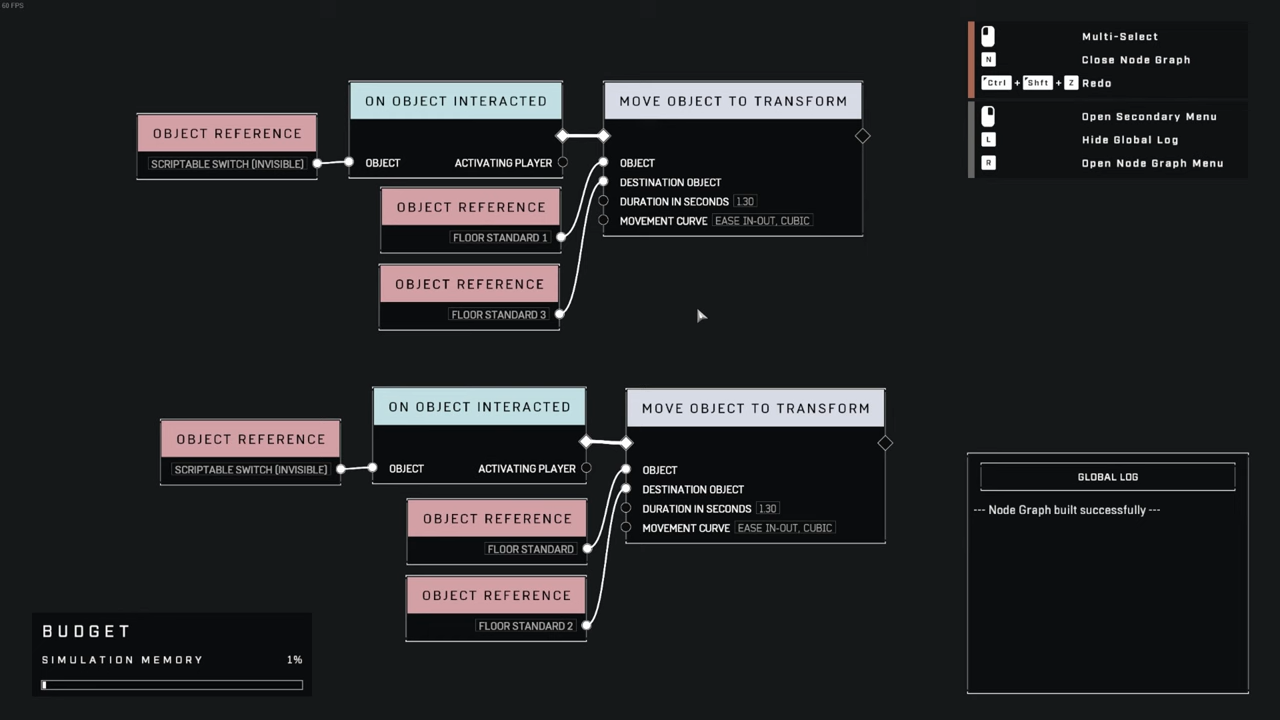 60 FPS
Multi-Select
N Close Node Graph
Ctrl + Shft + Z Redo
Open Secondary Menu
L Hide Global Log
R Open Node Graph Menu
OBJECT REFERENCE
SCRIPTABLE SWITCH (INVISIBLE)
ON OBJECT INTERACTED
OBJECT ACTIVATING PLAYER
OBJECT REFERENCE
FLOOR STANDARD 1
OBJECT REFERENCE
FLOOR STANDARD 3
MOVE OBJECT TO TRANSFORM
OBJECT
DESTINATION OBJECT
DURATION IN SECONDS 1.30
MOVEMENT CURVE EASE IN-OUT, CUBIC
OBJECT REFERENCE
SCRIPTABLE SWITCH (INVISIBLE)
ON OBJECT INTERACTED
OBJECT ACTIVATING PLAYER
OBJECT REFERENCE
FLOOR STANDARD
OBJECT REFERENCE
FLOOR STANDARD 2
MOVE OBJECT TO TRANSFORM
OBJECT
DESTINATION OBJECT
DURATION IN SECONDS 1.30
MOVEMENT CURVE EASE IN-OUT, CUBIC
GLOBAL LOG
--- Node Graph built successfully ---
BUDGET
SIMULATION MEMORY 1%